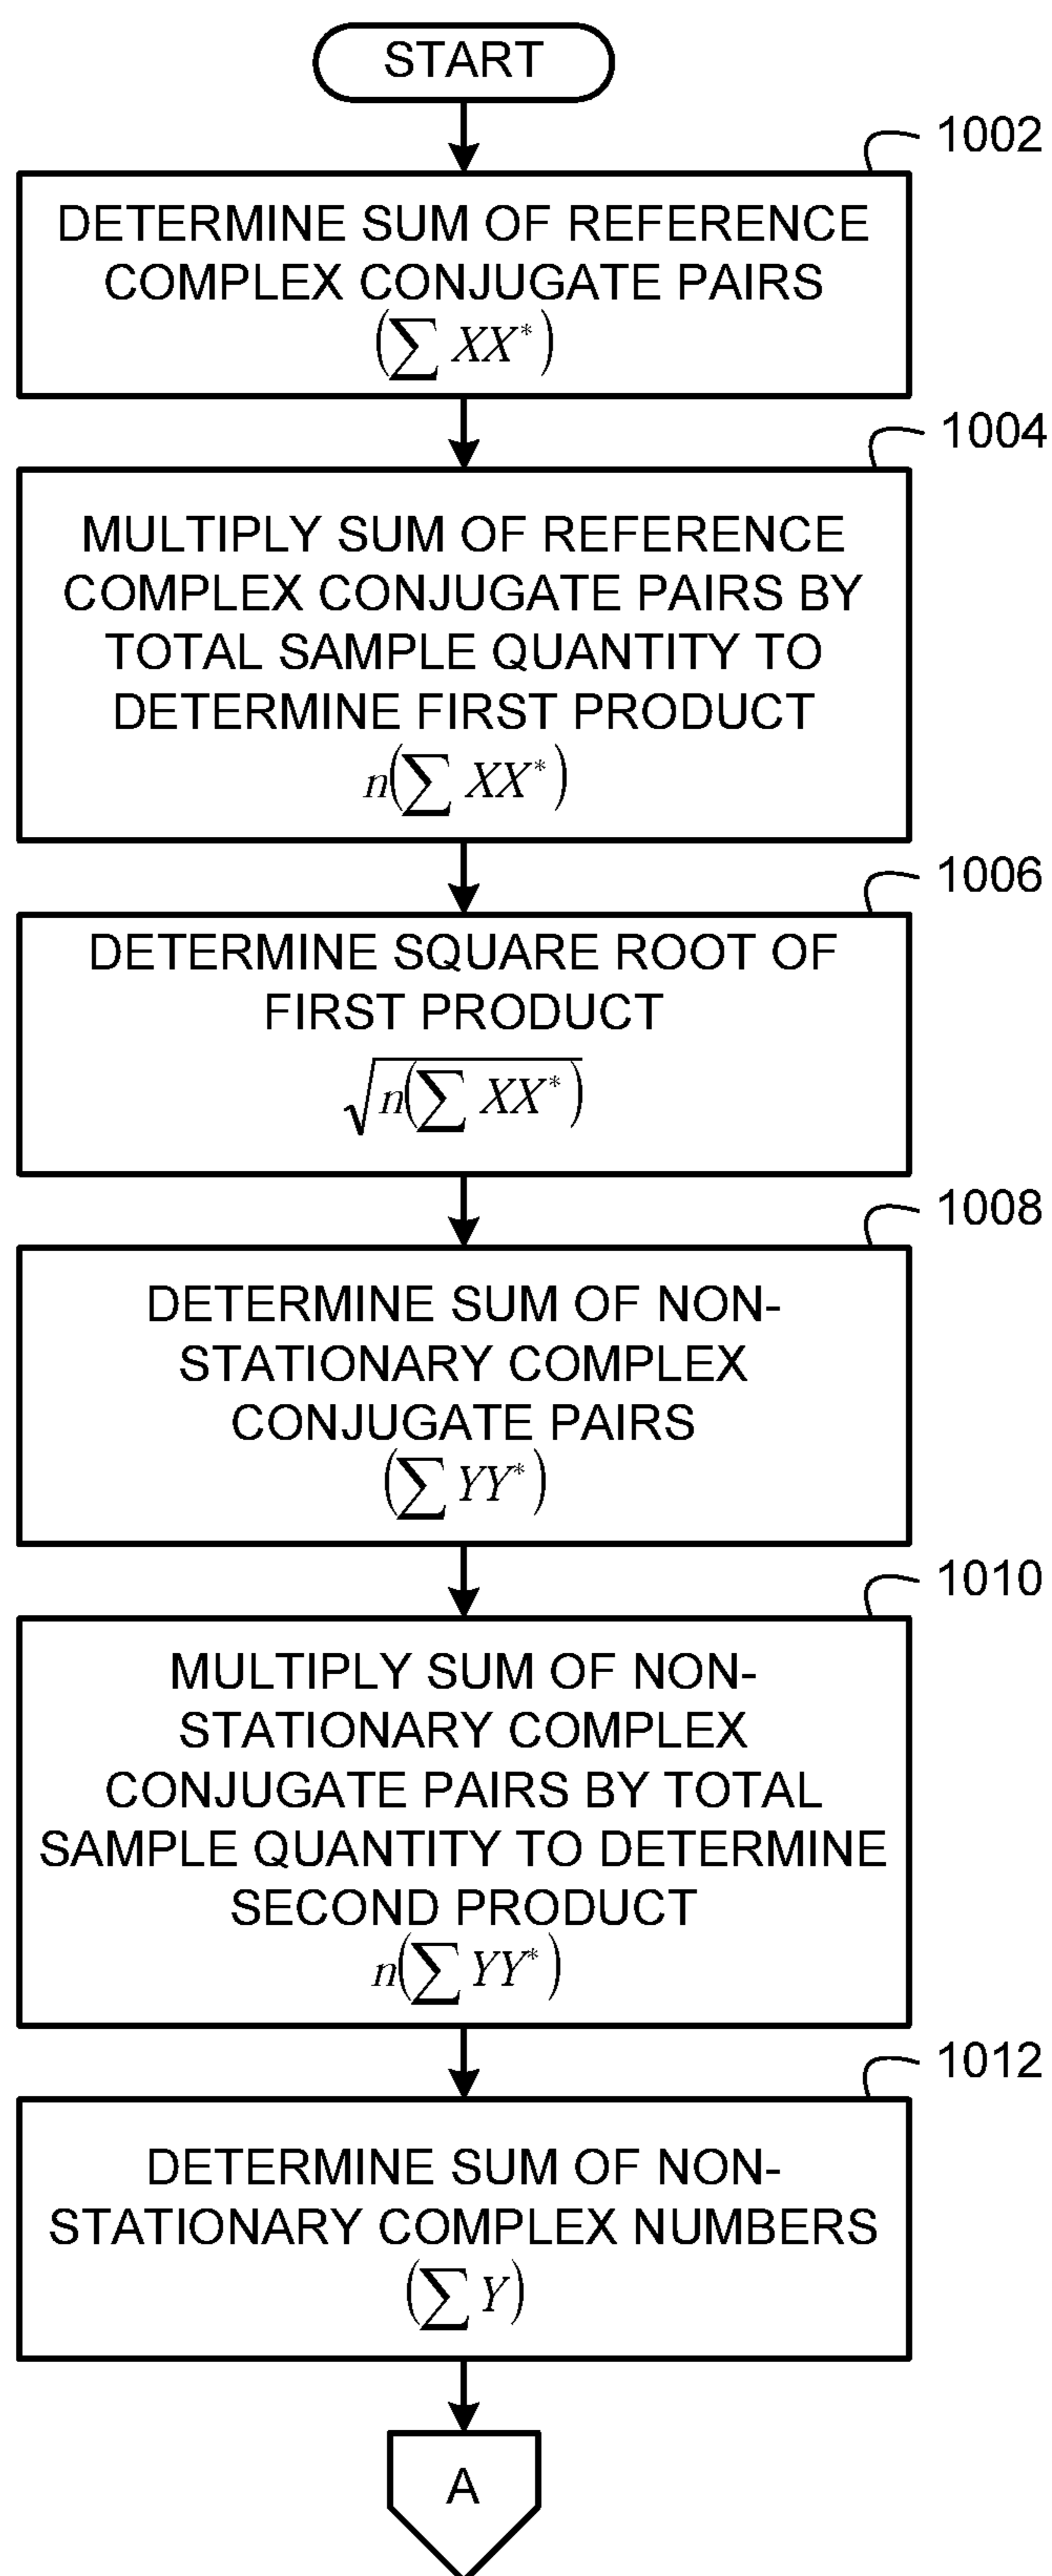 START
1002
DETERMINE SUM OF REFERENCE
COMPLEX CONJUGATE PAIRS
(∑ XX*)
1004
MULTIPLY SUM OF REFERENCE
COMPLEX CONJUGATE PAIRS BY
TOTAL SAMPLE QUANTITY TO
DETERMINE FIRST PRODUCT
n(∑ XX*)
1006
DETERMINE SQUARE ROOT OF
FIRST PRODUCT
√n(∑ XX*)
1008
DETERMINE SUM OF NON-
STATIONARY COMPLEX
CONJUGATE PAIRS
(∑ YY*)
1010
MULTIPLY SUM OF NON-
STATIONARY COMPLEX
CONJUGATE PAIRS BY TOTAL
SAMPLE QUANTITY TO DETERMINE
SECOND PRODUCT
n(∑ YY*)
1012
DETERMINE SUM OF NON-
STATIONARY COMPLEX NUMBERS
(∑ Y)
A